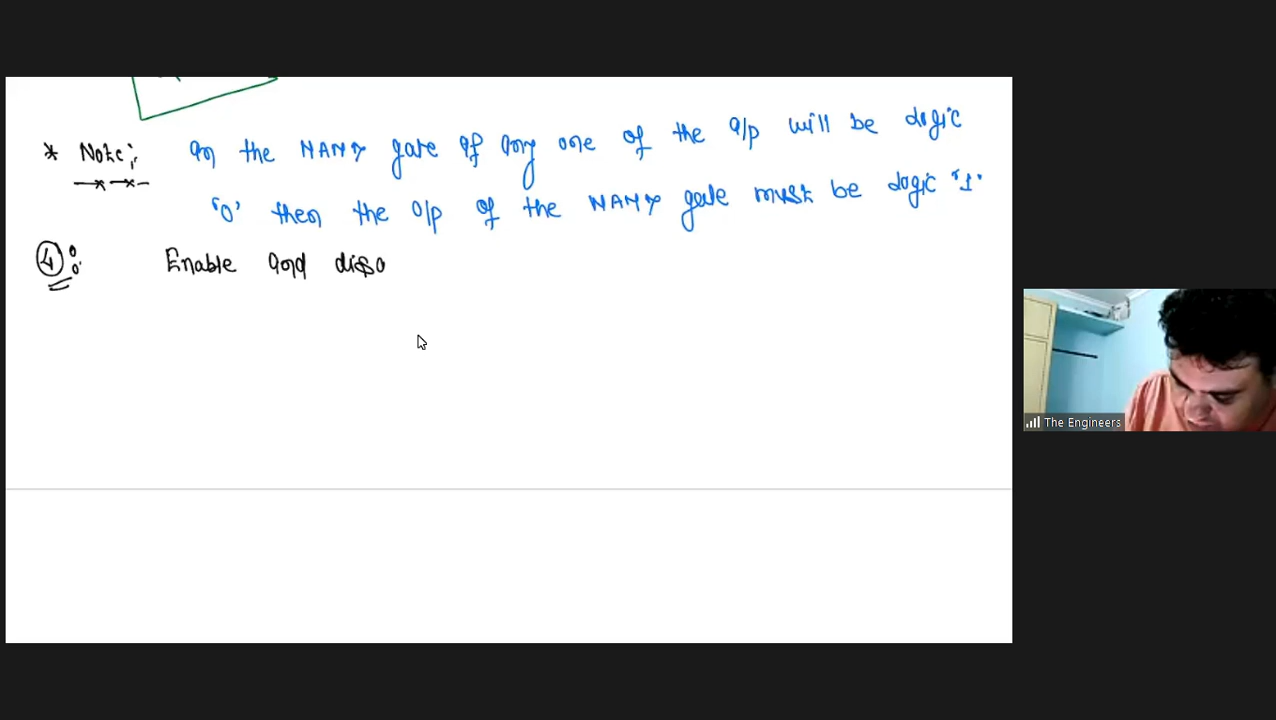 * Note: In the NAND gate if any one of the i/p will be logic
'0' then the o/p of the NAND gate must be logic '1'
4: Enable and disa
The Engineers